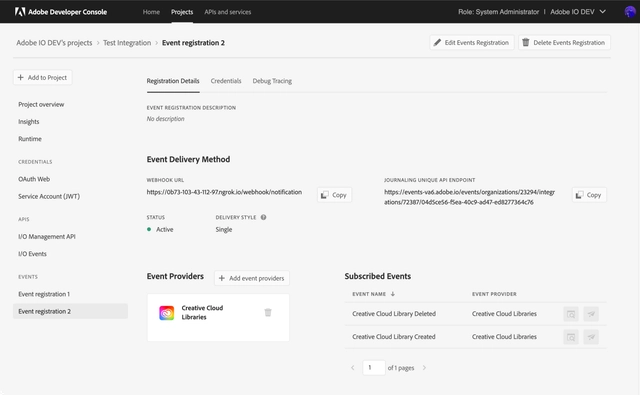 Adobe Developer Console
Home
Projects
APIs and services
Role: System Administrator | Adobe IO DEV
Adobe IO DEV's projects > Test Integration > Event registration 2
Edit Events Registration
Delete Events Registration
+ Add to Project
Project overview
Insights
Runtime
CREDENTIALS
OAuth Web
Service Account (JWT)
APIS
I/O Management API
I/O Events
EVENTS
Event registration 1
Event registration 2
Registration Details
Credentials
Debug Tracing
EVENT REGISTRATION DESCRIPTION
No description
Event Delivery Method
WEBHOOK URL
https://0b73-103-43-112-97.ngrok.io/webhook/notification
Copy
JOURNALING UNIQUE API ENDPOINT
https://events-va6.adobe.io/events/organizations/23294/integr
ations/72387/04d5ce56-f5ea-40c9-ad47-ed8277364c76
Copy
STATUS
Active
DELIVERY STYLE
Single
Event Providers
+ Add event providers
Creative Cloud
Libraries
Subscribed Events
EVENT NAME
EVENT PROVIDER
Creative Cloud Library Deleted
Creative Cloud Libraries
Creative Cloud Library Created
Creative Cloud Libraries
1
of 1 pages